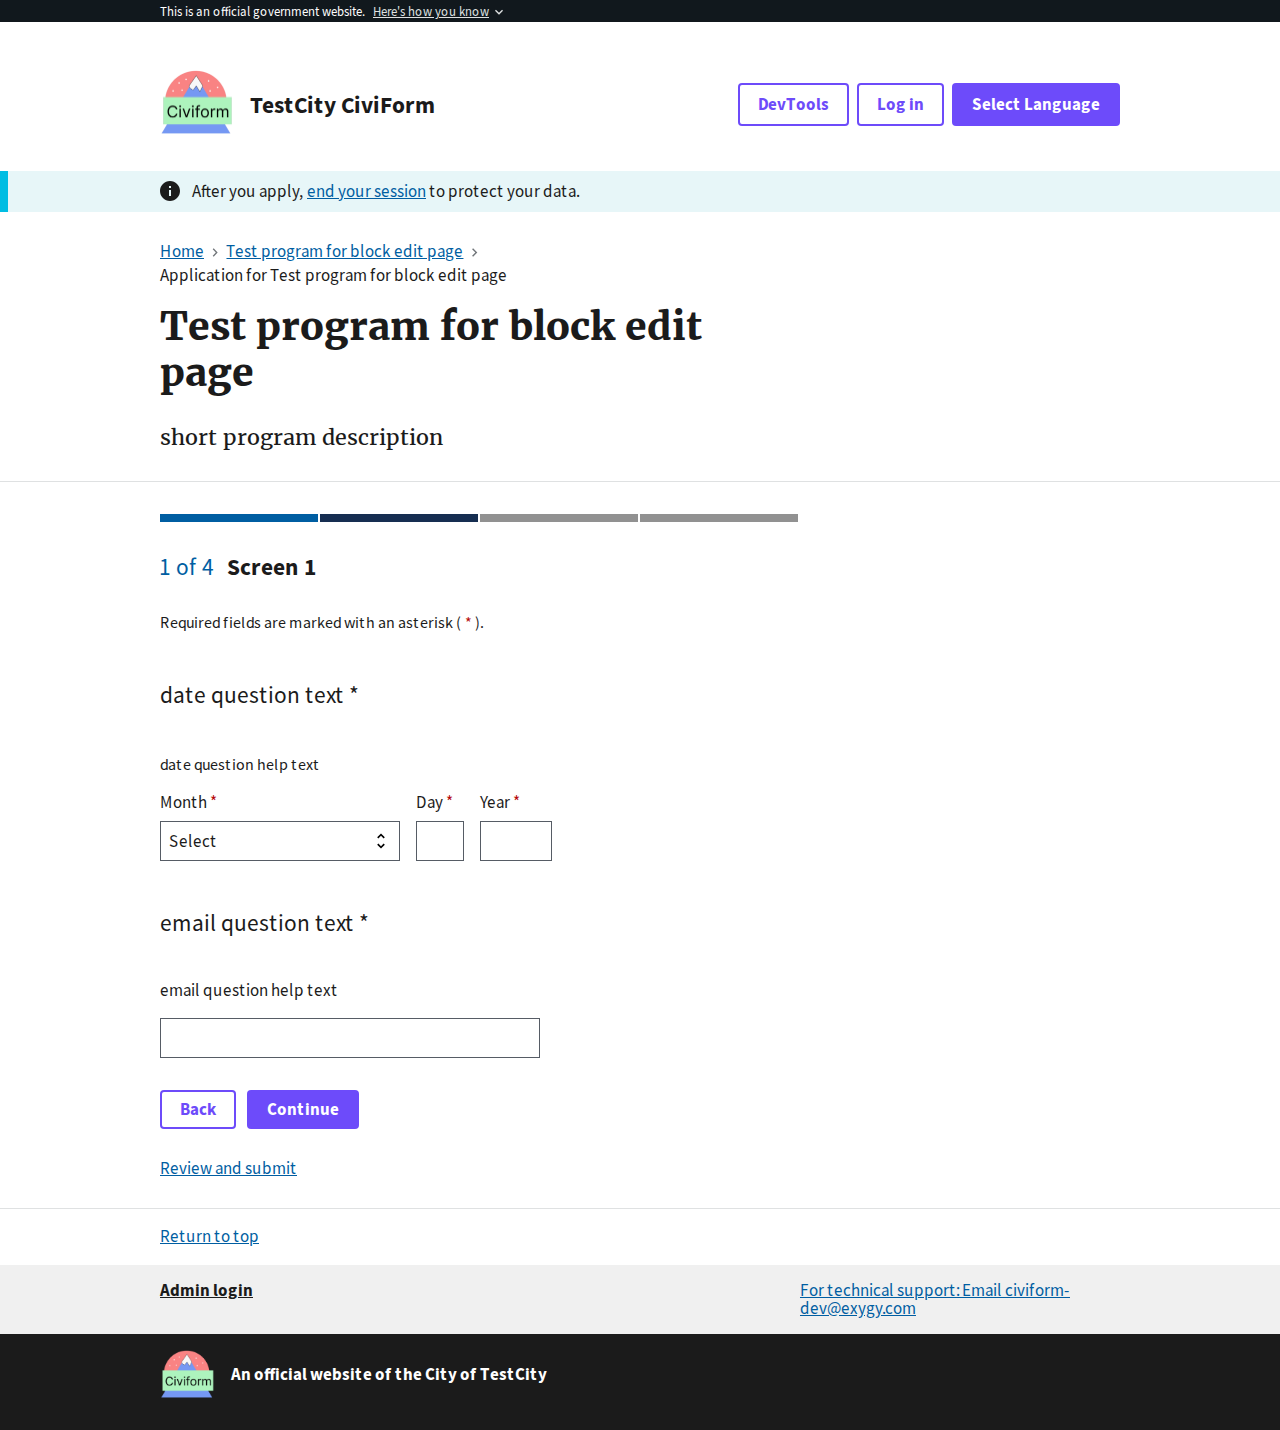 This is an official government website. Here's how you know
Civiform
TestCity CiviForm
DevTools
Log in
Select Language
After you apply, end your session to protect your data.
Home
Test program for block edit page
Application for Test program for block edit page
Test program for block edit
page
short program description
1 of 4 Screen 1
Required fields are marked with an asterisk ( * ).
date question text *
date question help text
Month * Day * Year *
Select
email question text *
email question help text
Back
Continue
Review and submit
Return to top
Admin login
For technical support: Email civiform-
dev@exygy.com
Civiform
An official website of the City of TestCity